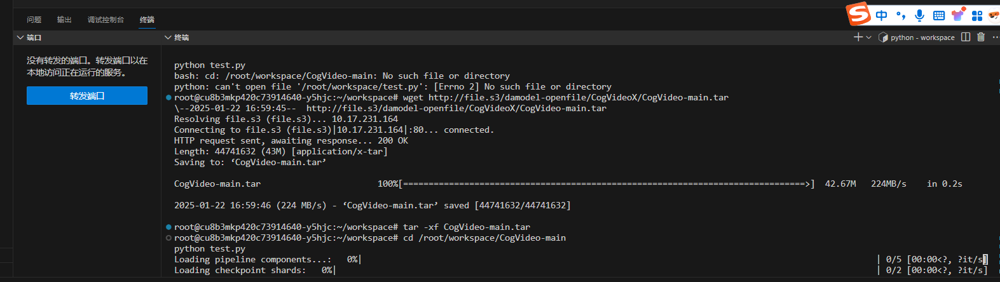 问题 输出 调试控制台 终端
中
端口
终端
python - workspace
没有转发的端口。转发端口以在
本地访问正在运行的服务。
转发端口
python test.py
bash: cd: /root/workspace/CogVideo-main: No such file or directory
python: can't open file '/root/workspace/test.py': [Errno 2] No such file or directory
root@cu8b3mkp420c73914640-y5hjc:~/workspace# wget http://file.s3/damodel-openfile/CogVideoX/CogVideo-main.tar
\--2025-01-22 16:59:45--  http://file.s3/damodel-openfile/CogVideoX/CogVideo-main.tar
Resolving file.s3 (file.s3)... 10.17.231.164
Connecting to file.s3 (file.s3)|10.17.231.164|:80... connected.
HTTP request sent, awaiting response... 200 OK
Length: 44741632 (43M) [application/x-tar]
Saving to: ‘CogVideo-main.tar’
CogVideo-main.tar 100%[==============================================================================>] 42.67M 224MB/s in 0.2s
2025-01-22 16:59:46 (224 MB/s) - ‘CogVideo-main.tar’ saved [44741632/44741632]
root@cu8b3mkp420c73914640-y5hjc:~/workspace# tar -xf CogVideo-main.tar
root@cu8b3mkp420c73914640-y5hjc:~/workspace# cd /root/workspace/CogVideo-main
python test.py
Loading pipeline components...: 0%| | 0/5 [00:00<?, ?it/s]
Loading checkpoint shards: 0%| | 0/2 [00:00<?, ?it/s]